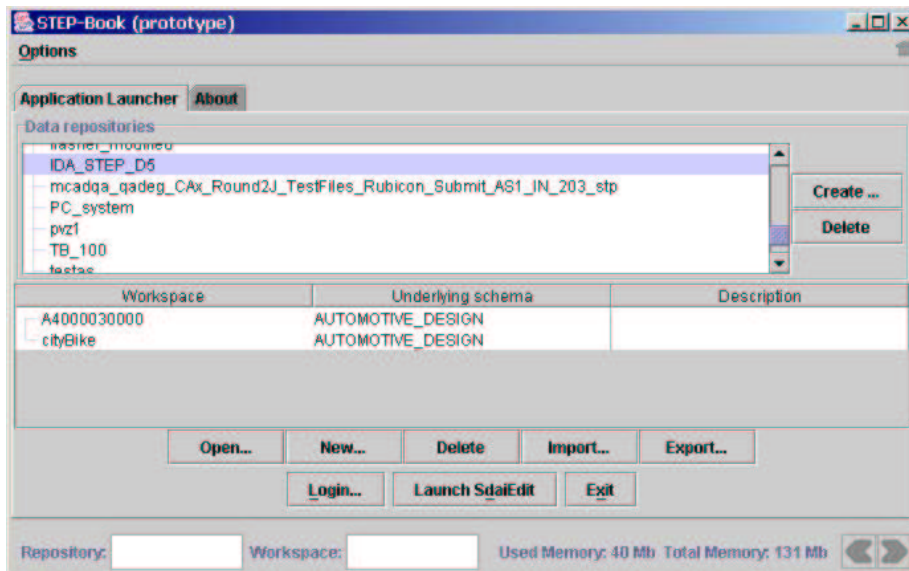 STEP-Book (prototype)
Options
Application Launcher About
Data repositories
IDA_STEP_D5
mcadqa_qadeg_CAx_Round2J_TestFiles_Rubicon_Submit_AS1_IN_203_stp
Create ...
PC_system
pvz1
Delete
TB_100
testas
Workspace Underlying schema Description
A4000030000 AUTOMOTIVE_DESIGN
cityBike AUTOMOTIVE_DESIGN
Open... New... Delete Import... Export...
Login... Launch SdaiEdit Exit
Repository: Workspace: Used Memory: 40 Mb Total Memory: 131 Mb